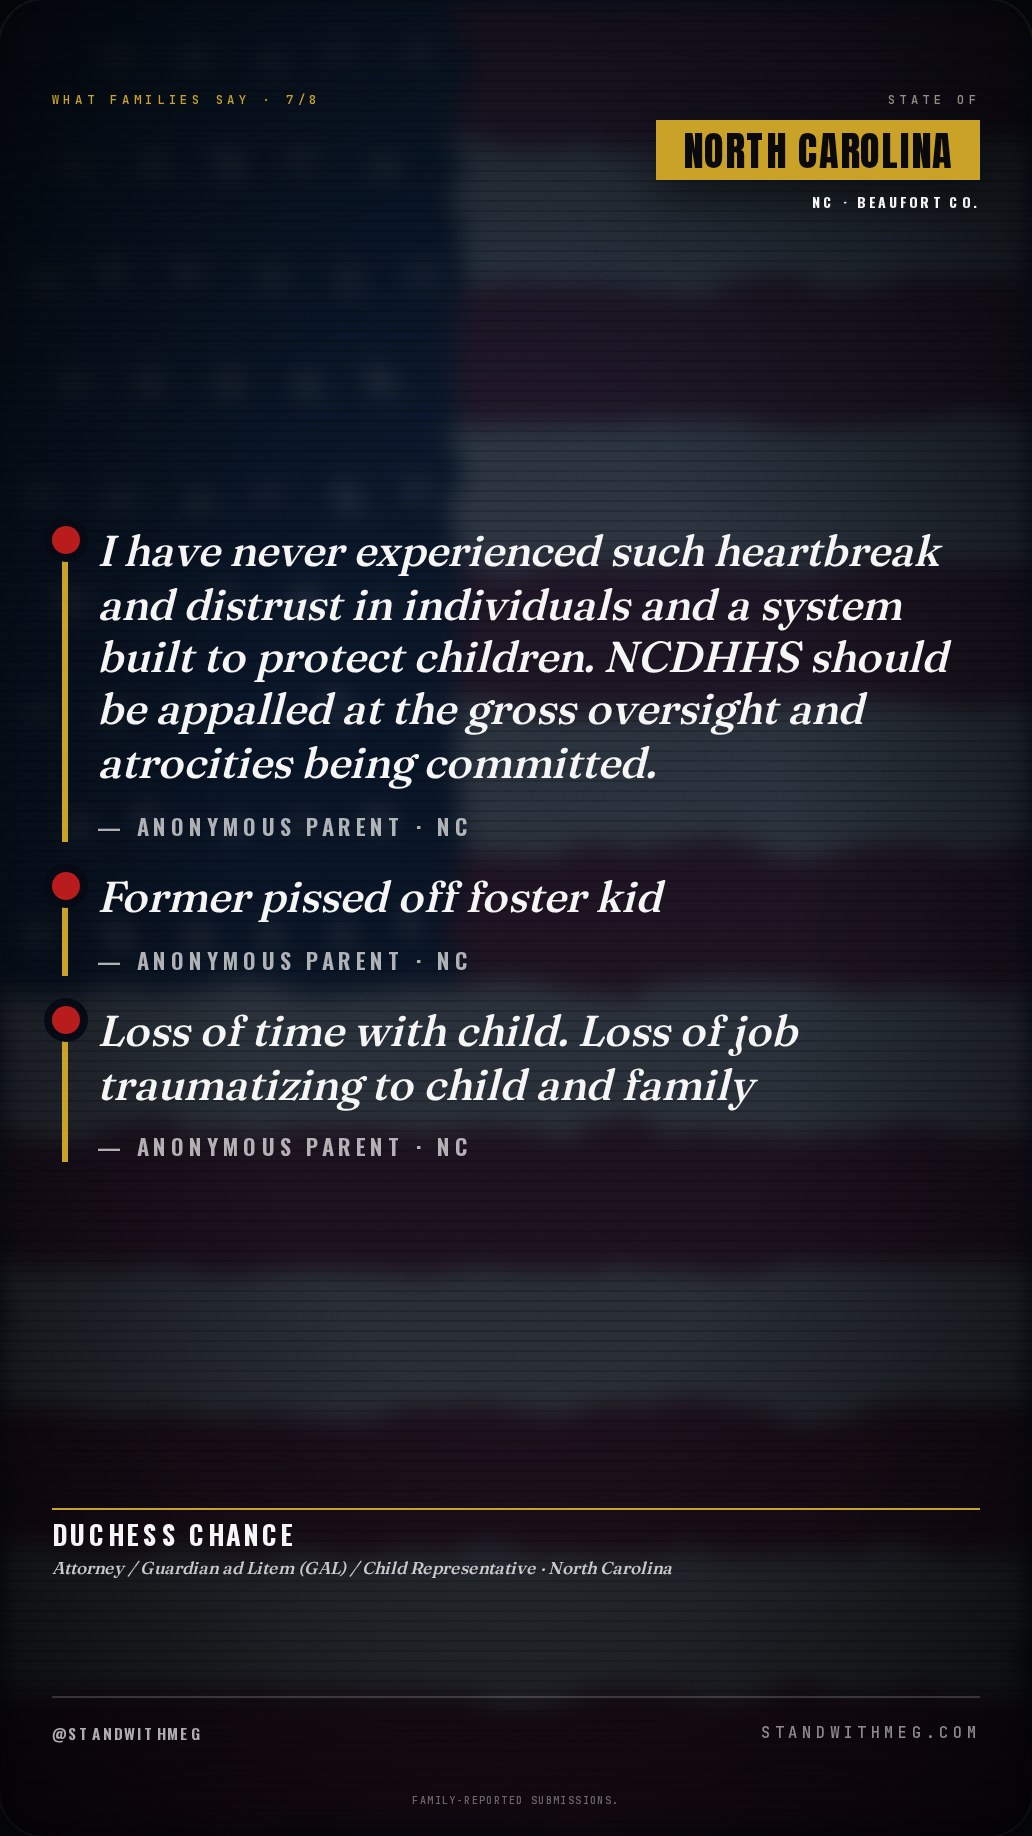 WHAT FAMILIES SAY · 7/8
STATE OF
NORTH CAROLINA
NC · BEAUFORT CO.
I have never experienced such heartbreak
and distrust in individuals and a system
built to protect children. NCDHHS should
be appalled at the gross oversight and
atrocities being committed.
— ANONYMOUS PARENT · NC
Former pissed off foster kid
— ANONYMOUS PARENT · NC
Loss of time with child. Loss of job
traumatizing to child and family
— ANONYMOUS PARENT · NC
DUCHESS CHANCE
Attorney / Guardian ad Litem (GAL) / Child Representative · North Carolina
@STANDWITHMEG
STANDWITHMEG.COM
FAMILY-REPORTED SUBMISSIONS.